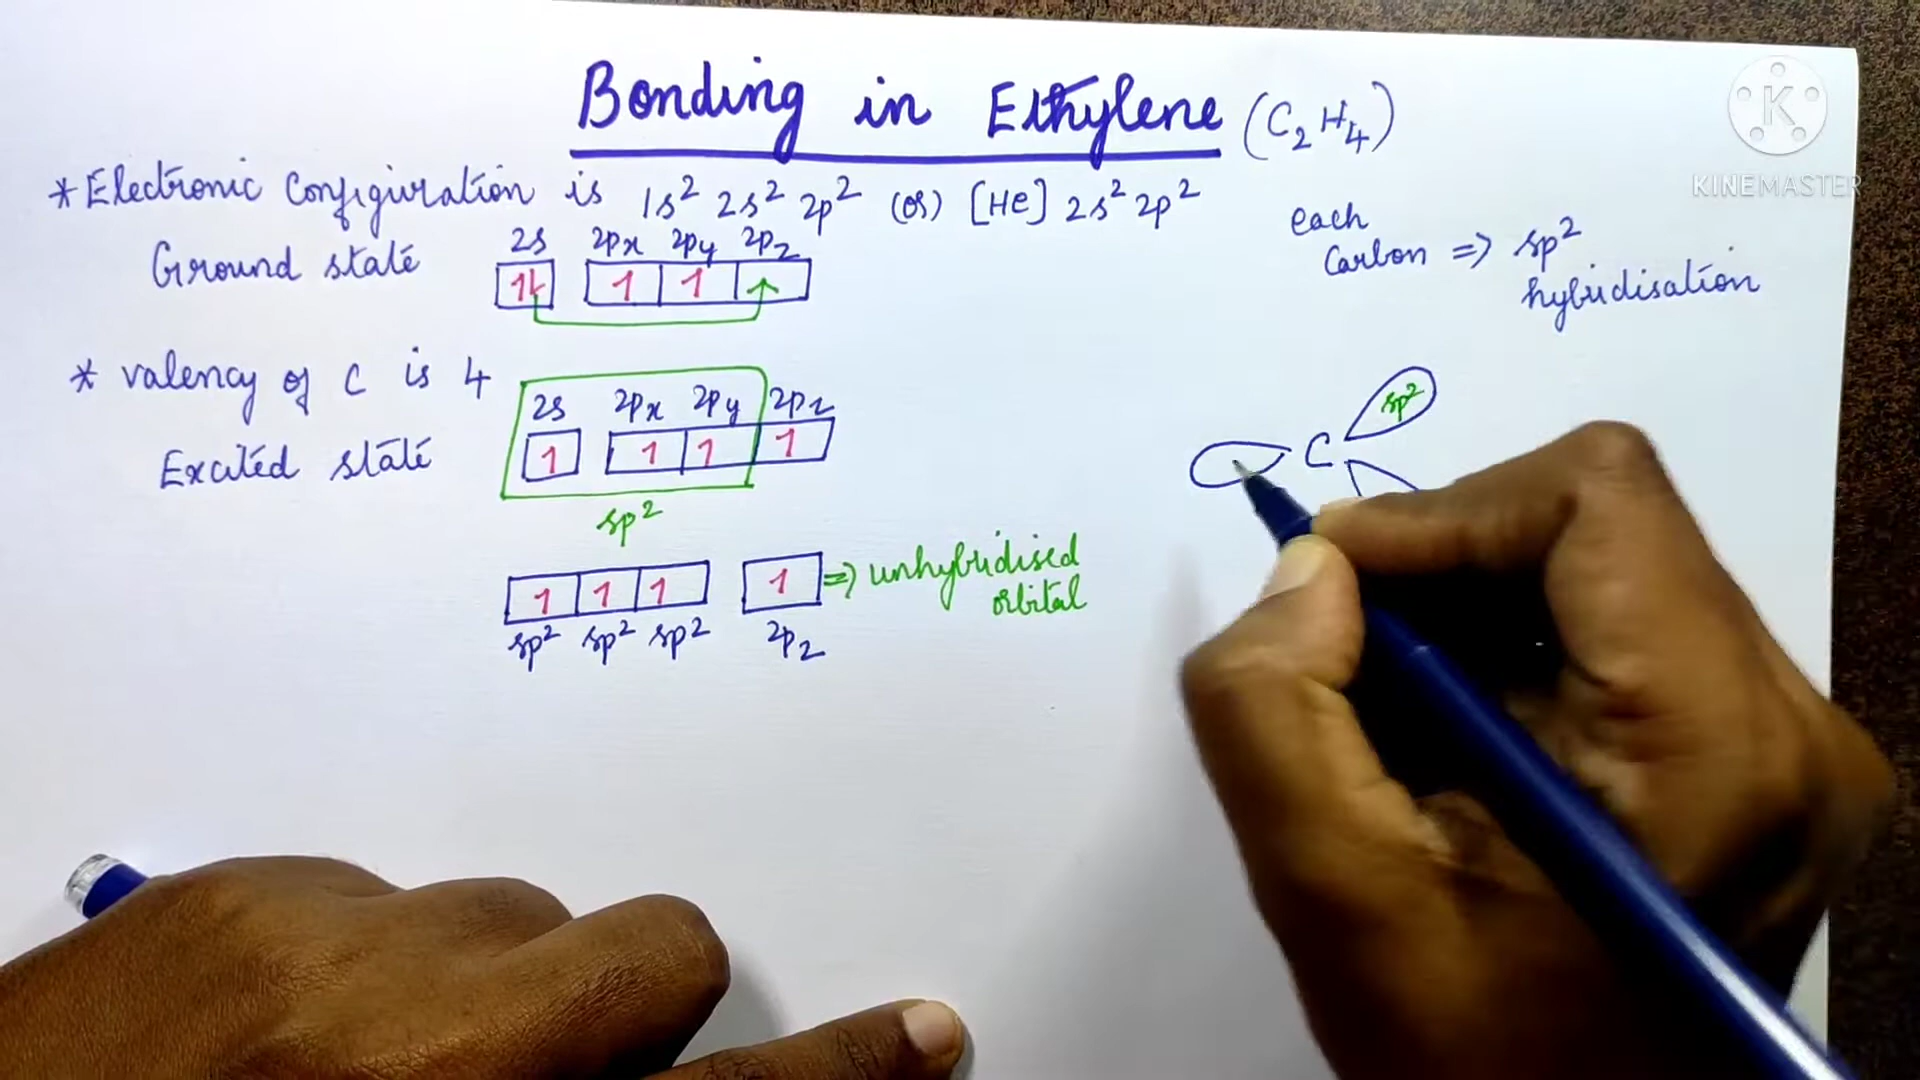 Bonding in Ethylene (C₂H₄)
* Electronic Configuration is 1s² 2s² 2p² (or) [He] 2s² 2p²
each
Carbon => sp²
hybridisation
Ground state
2s 2px 2py 2pz
1 1 1
* valency of C is 4
2s 2px 2py 2pz
Excited state
1 1 1 1
sp²
1 1 1 1 => unhybridised
orbital
sp² sp² sp² 2pz
sp²
C
K
KINEMASTER